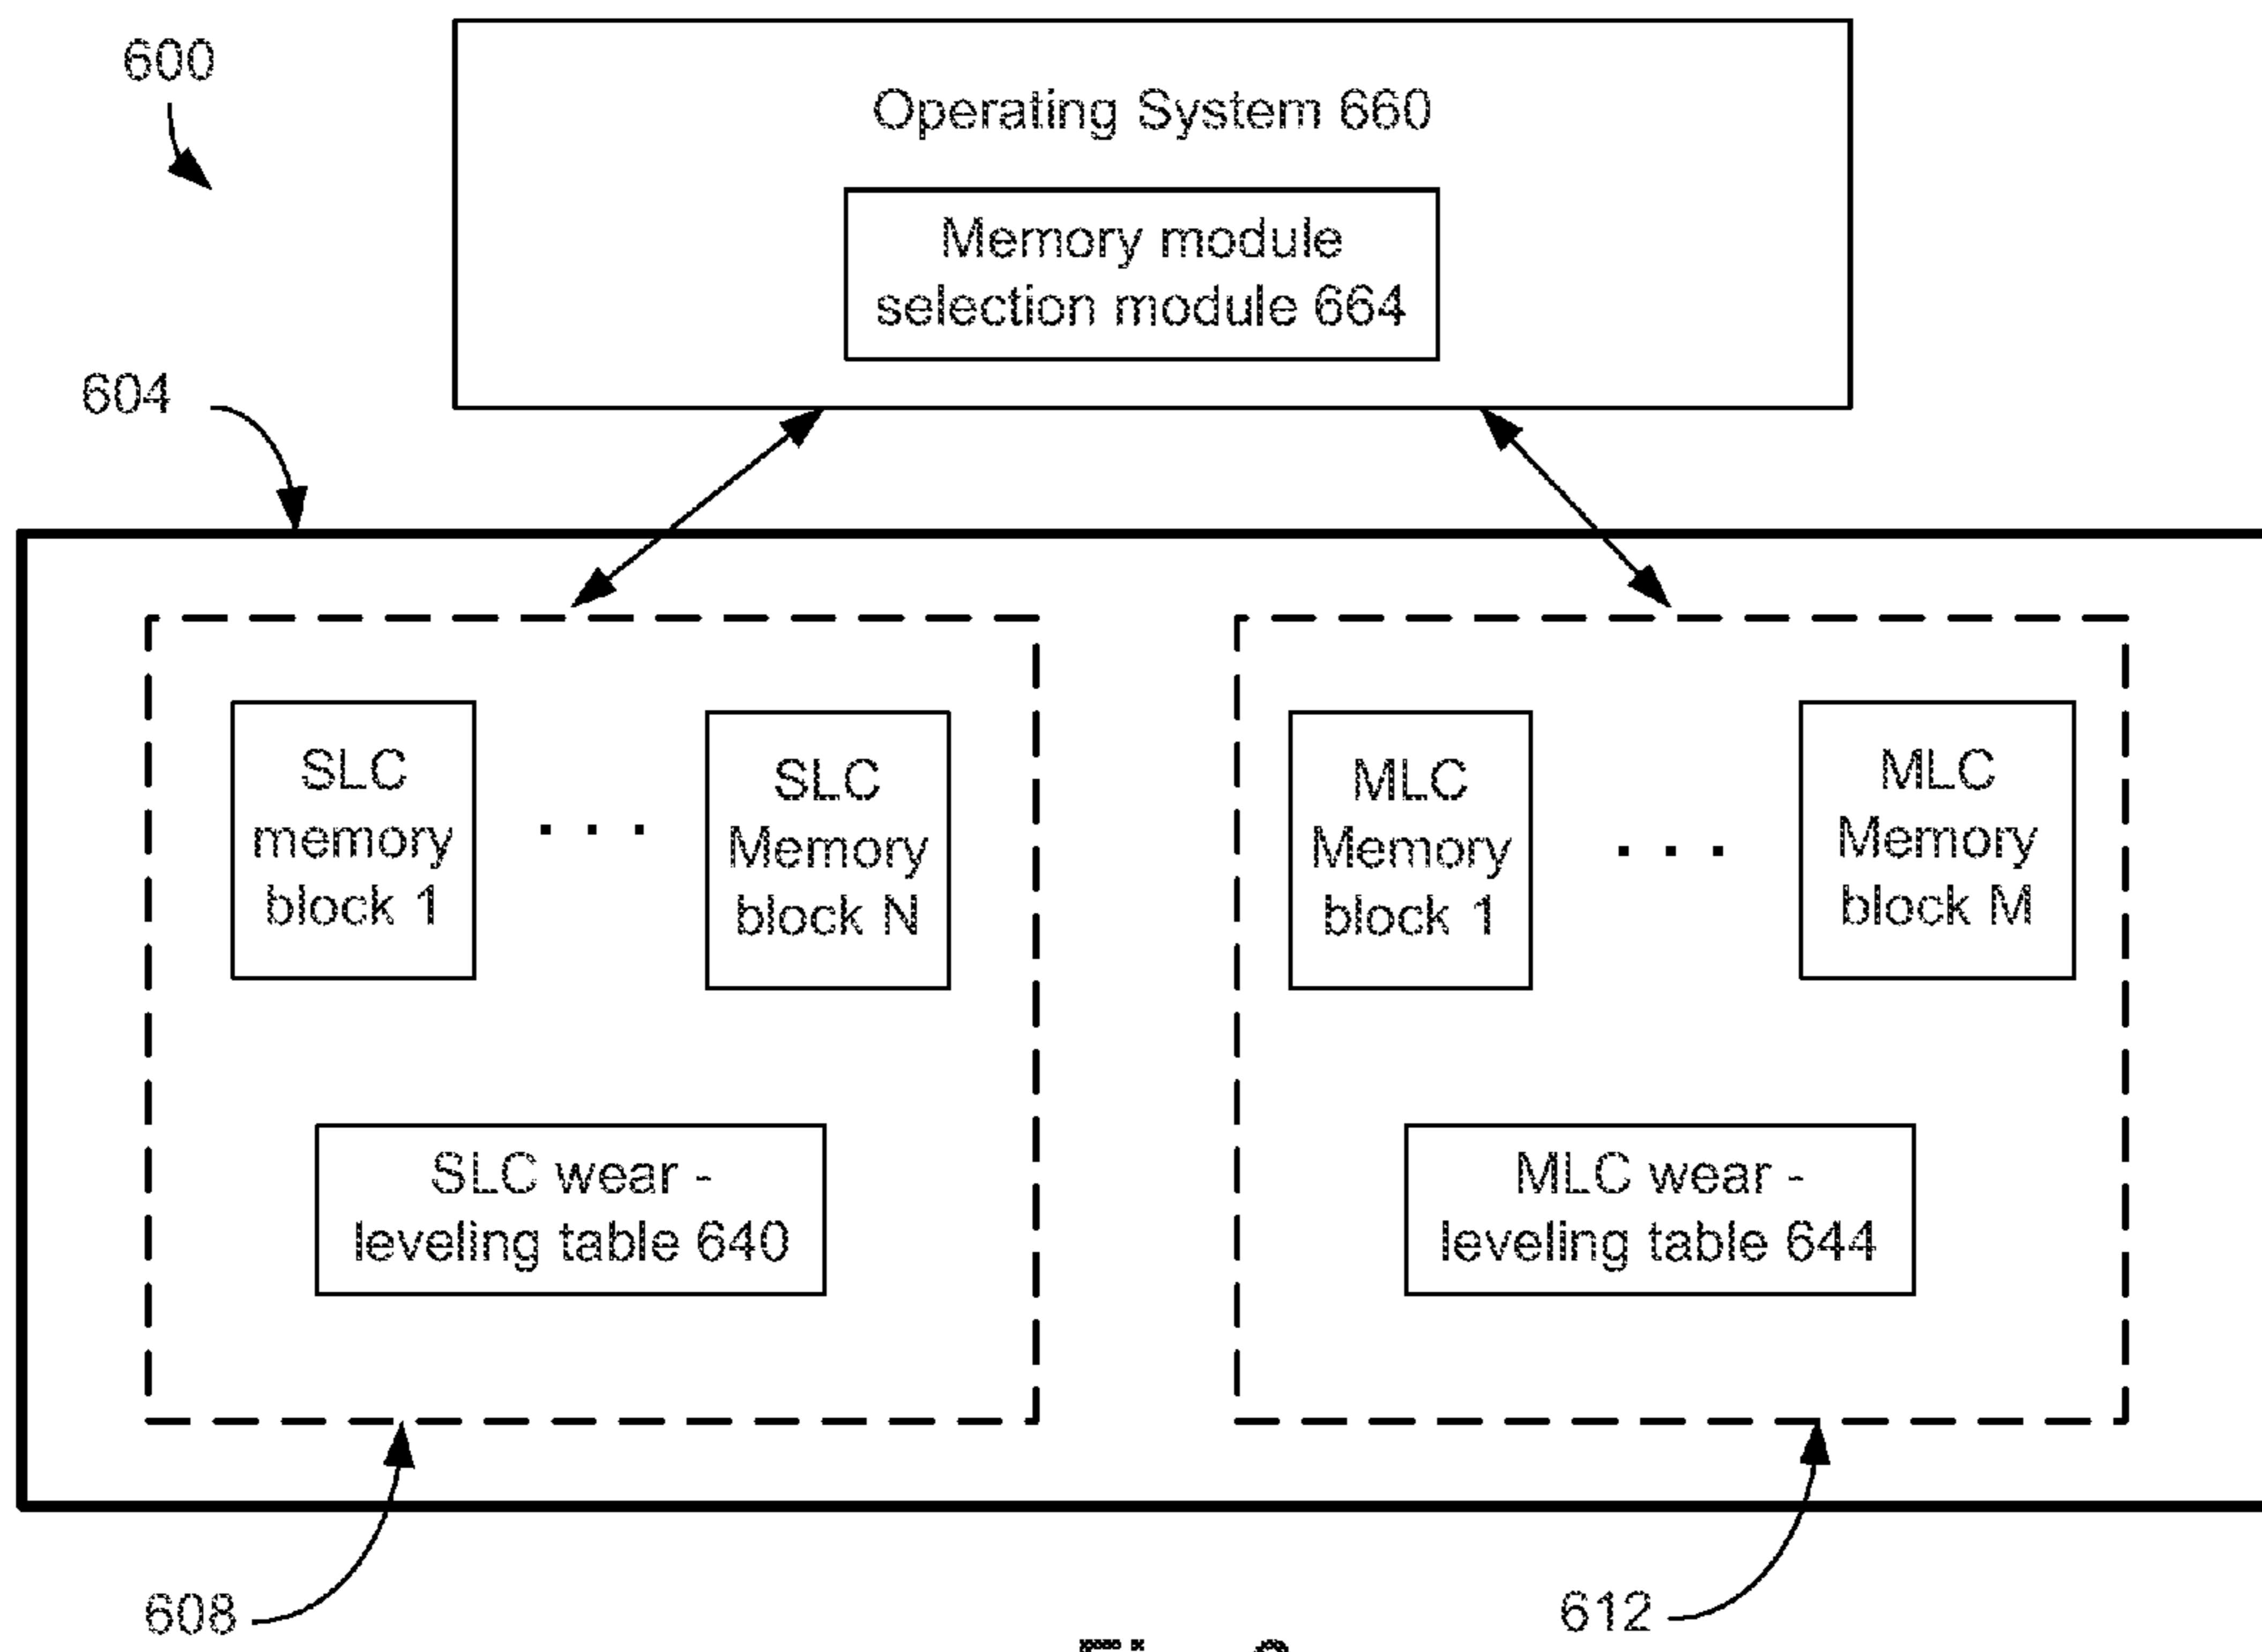 600
Operating System 660
Memory module
selection module 664
604
SLC
memory
block 1
. . .
SLC
Memory
block N
MLC
Memory
block 1
. . .
MLC
Memory
block M
SLC wear -
leveling table 640
MLC wear -
leveling table 644
608
612